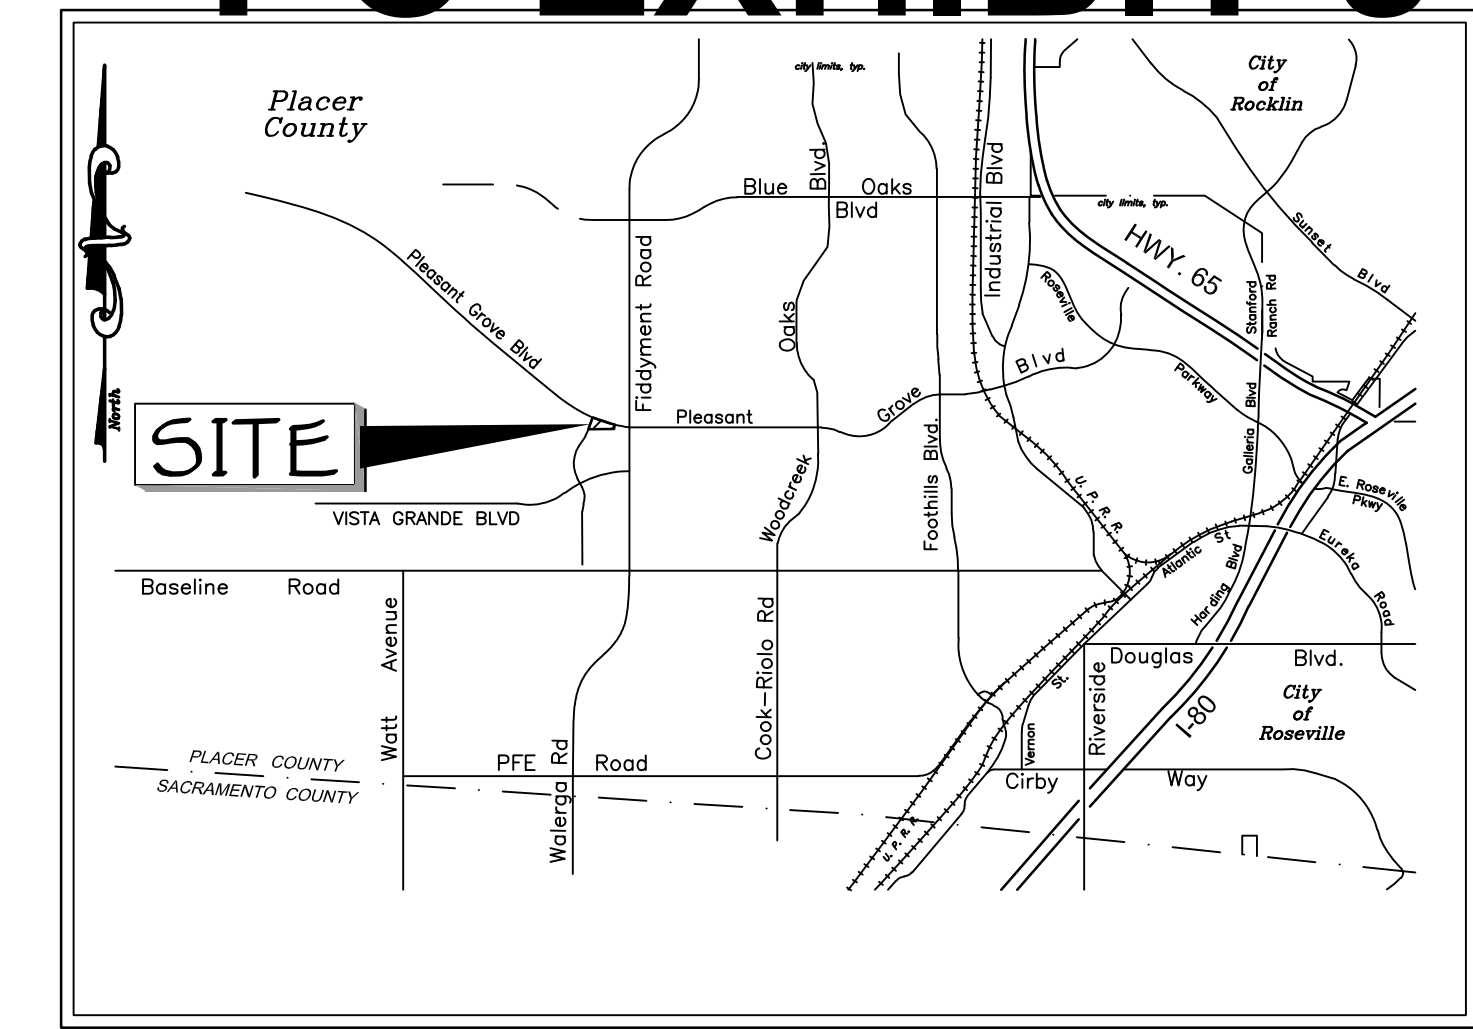 PC EXHIBIT C
city limits, typ.
City
of
Rocklin
Placer
County
Blue Oaks
Blvd
Blvd.
Oaks
Woodcreek
Industrial Blvd
city limits, typ.
Sunset Blvd
HWY. 65
Pleasant Grove Blvd
Fiddyment Road
Roseville
Parkway
Stanford
Ranch Rd
Galleria Blvd
North
SITE
Pleasant Grove Blvd
Foothills Blvd.
VISTA GRANDE BLVD
U. P. R. R.
E. Roseville
Pkwy
Atlantic St
Eureka Road
Harding Blvd
Baseline Road
Watt Avenue
Cook-Riolo Rd
Douglas Blvd.
St.
Vernon
Riverside
City
of
Roseville
I-80
PLACER COUNTY
SACRAMENTO COUNTY
PFE Road
Walerga Rd
Cirby Way
U. P. R. R.